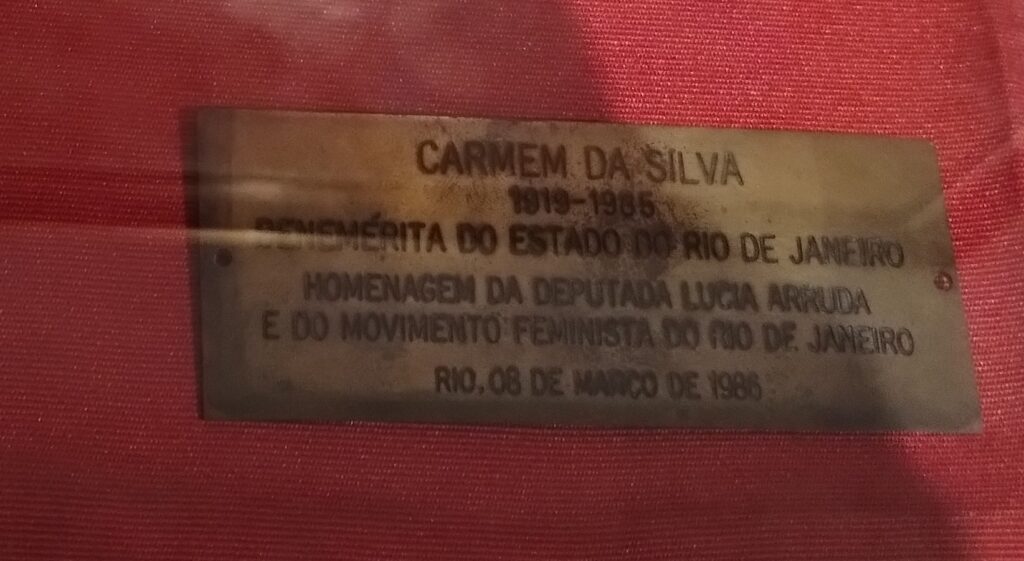 CARMEM DA SILVA
1919-1985
BENEMÉRITA DO ESTADO DO RIO DE JANEIRO
HOMENAGEM DA DEPUTADA LUCIA ARRUDA
E DO MOVIMENTO FEMINISTA DO RIO DE JANEIRO
RIO, 08 DE MARÇO DE 1986